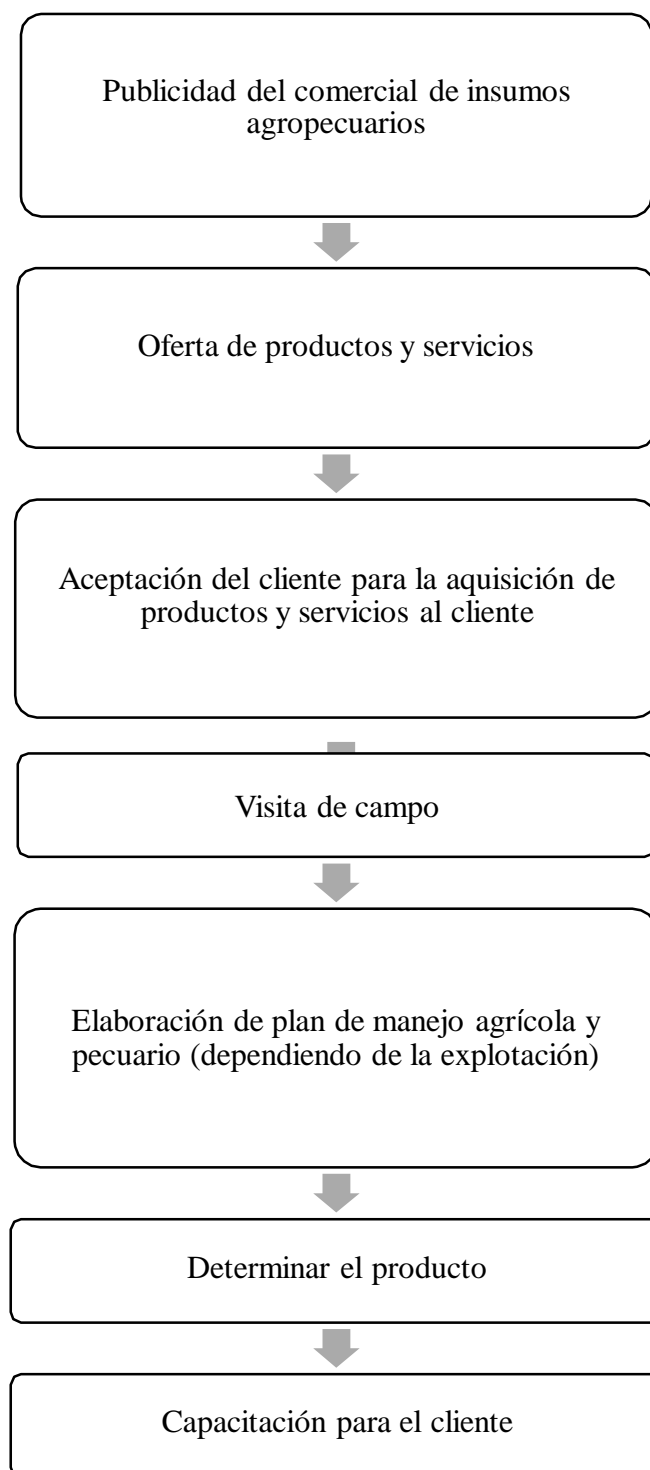 Publicidad del comercial de insumos
agropecuarios
Oferta de productos y servicios
Aceptación del cliente para la aquisición de
productos y servicios al cliente
Visita de campo
Elaboración de plan de manejo agrícola y
pecuario (dependiendo de la explotación)
Determinar el producto
Capacitación para el cliente